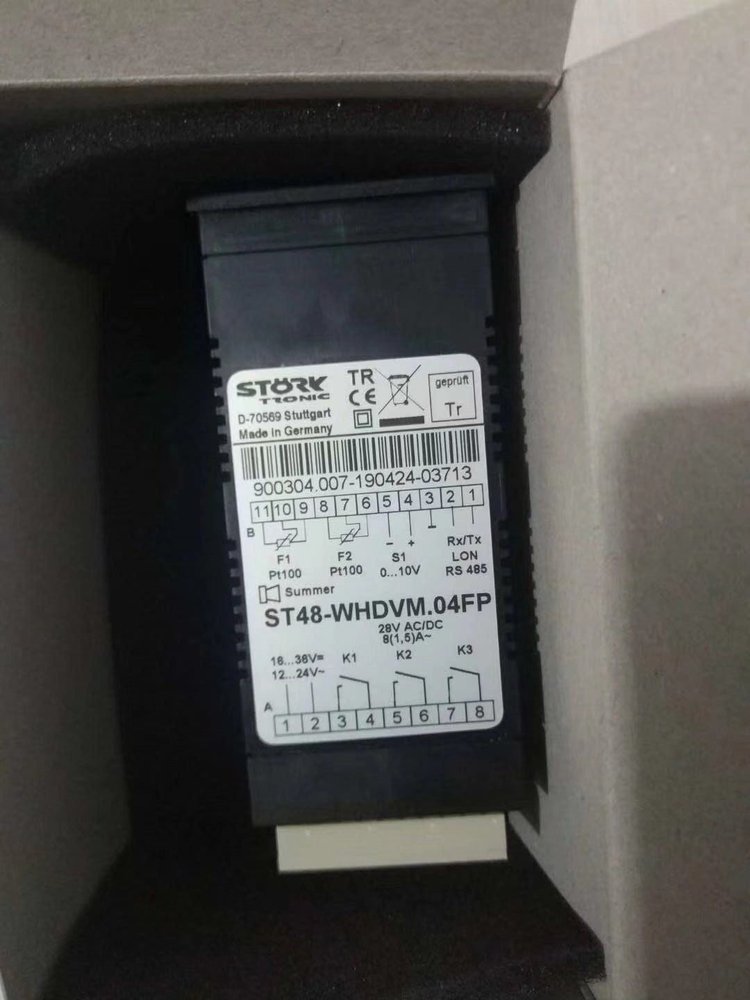 STÖRK
TRONIC
D-70569 Stuttgart
Made in Germany
TR
CE
geprüft
Tr
900304.007-190424-03713
11 10 9 8 7 6 5 4 3 2 1
B
- +
Rx/Tx
F1 F2 S1 LON
Pt100 Pt100 0...10V RS 485
Summer
ST48-WHDVM.04FP
28V AC/DC
8(1,5)A~
18...36V= K1 K2 K3
12...24V~
A
1 2 3 4 5 6 7 8